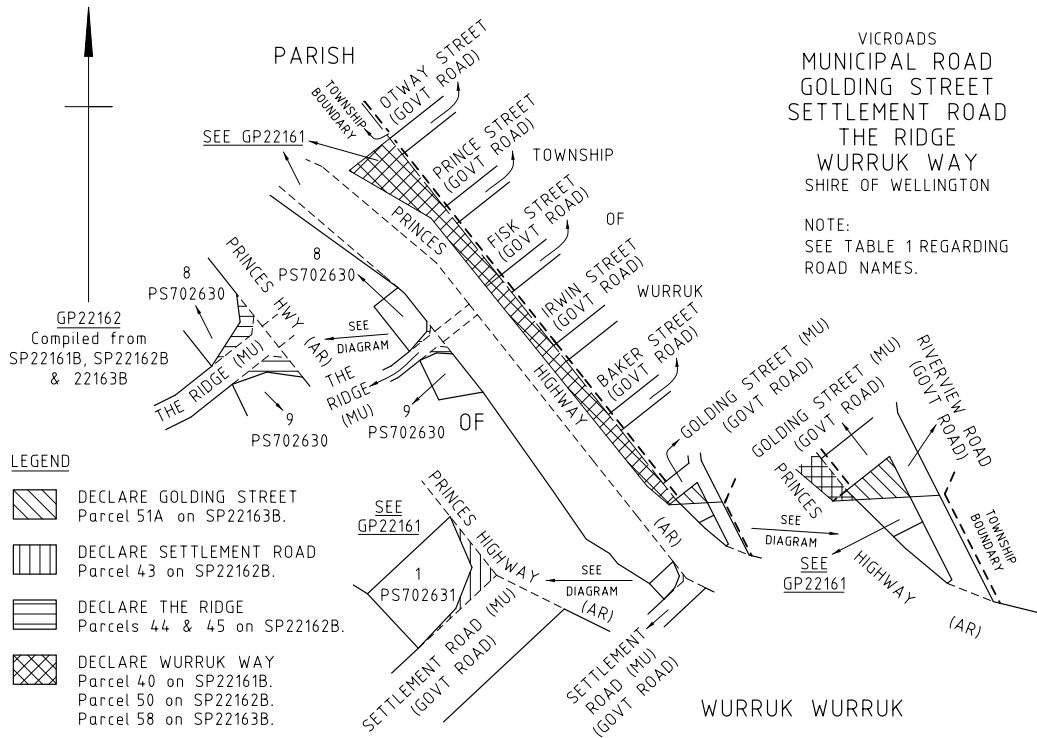 PARISH
VICROADS
MUNICIPAL ROAD
GOLDING STREET
SETTLEMENT ROAD
THE RIDGE
WURRUK WAY
SHIRE OF WELLINGTON
NOTE:
SEE TABLE 1 REGARDING
ROAD NAMES.
TOWNSHIP
BOUNDARY
OTWAY STREET
(GOVT ROAD)
SEE GP22161
PRINCE STREET
(GOVT ROAD)
TOWNSHIP
FISK STREET
(GOVT ROAD)
OF
PRINCES
IRWIN STREET
(GOVT ROAD)
WURRUK
BAKER STREET
(GOVT ROAD)
HIGHWAY
GOLDING STREET (MU)
(GOVT ROAD)
GOLDING STREET (MU)
(GOVT ROAD)
RIVERVIEW ROAD
(GOVT ROAD)
8
PS702630
PRINCES HWY
(AR)
8
PS702630
SEE
DIAGRAM
THE RIDGE (MU)
THE
RIDGE
(MU)
9
PS702630
9
PS702630
OF
GP22162
Compiled from
SP22161B, SP22162B
& 22163B
PRINCES
HIGHWAY
(AR)
SEE
DIAGRAM
SEE
GP22161
TOWNSHIP
BOUNDARY
(AR)
SEE
GP22161
PRINCES HIGHWAY
(AR)
1
PS702631
SEE
DIAGRAM
SETTLEMENT ROAD (MU)
(GOVT ROAD)
SETTLEMENT
ROAD (MU)
(GOVT ROAD)
WURRUK WURRUK
LEGEND
DECLARE GOLDING STREET
Parcel 51A on SP22163B.
DECLARE SETTLEMENT ROAD
Parcel 43 on SP22162B.
DECLARE THE RIDGE
Parcels 44 & 45 on SP22162B.
DECLARE WURRUK WAY
Parcel 40 on SP22161B.
Parcel 50 on SP22162B.
Parcel 58 on SP22163B.